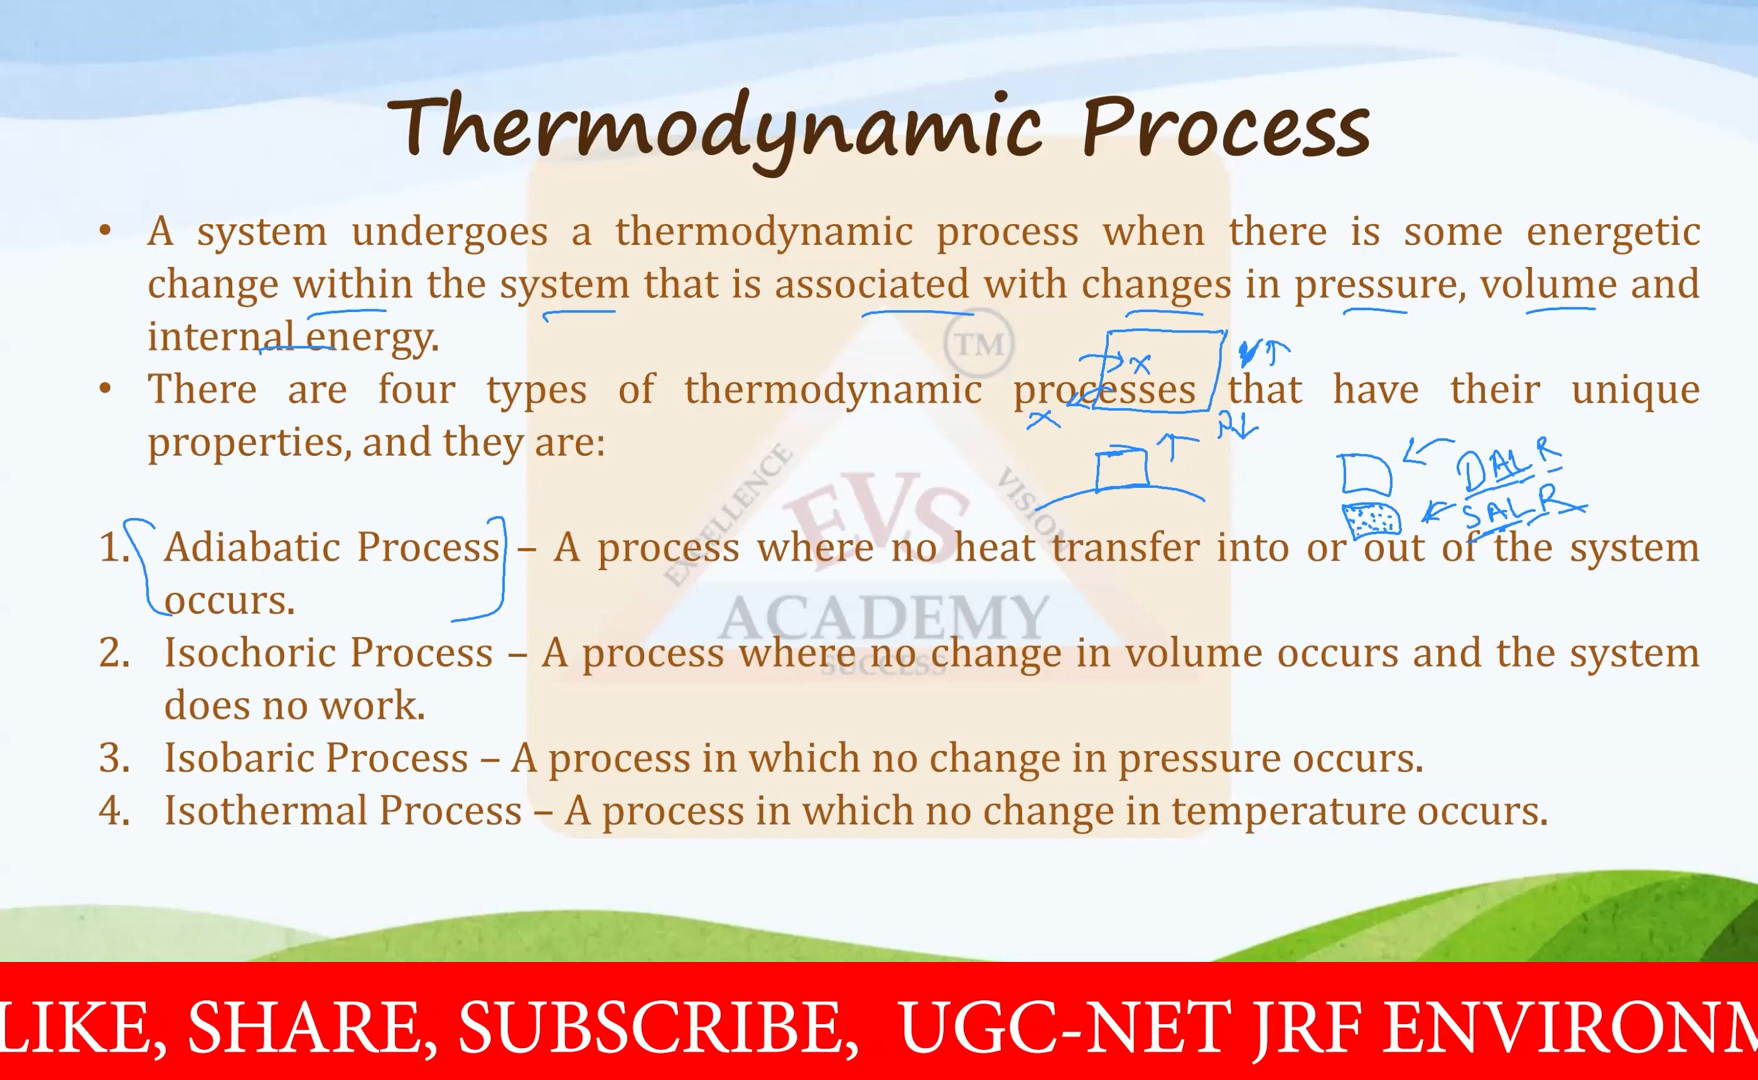 Thermodynamic Process
• A system undergoes a thermodynamic process when there is some energetic
change within the system that is associated with changes in pressure, volume and
internal energy.
TM
x
• There are four types of thermodynamic processes that have their unique
x
properties, and they are:
DALR
SALR
EXCELLENCE
VISION
EVS
1. Adiabatic Process – A process where no heat transfer into or out of the system
occurs.
ACADEMY
2. Isochoric Process – A process where no change in volume occurs and the system
SUCCESS
does no work.
3. Isobaric Process – A process in which no change in pressure occurs.
4. Isothermal Process – A process in which no change in temperature occurs.
LIKE, SHARE, SUBSCRIBE, UGC-NET JRF ENVIRONM